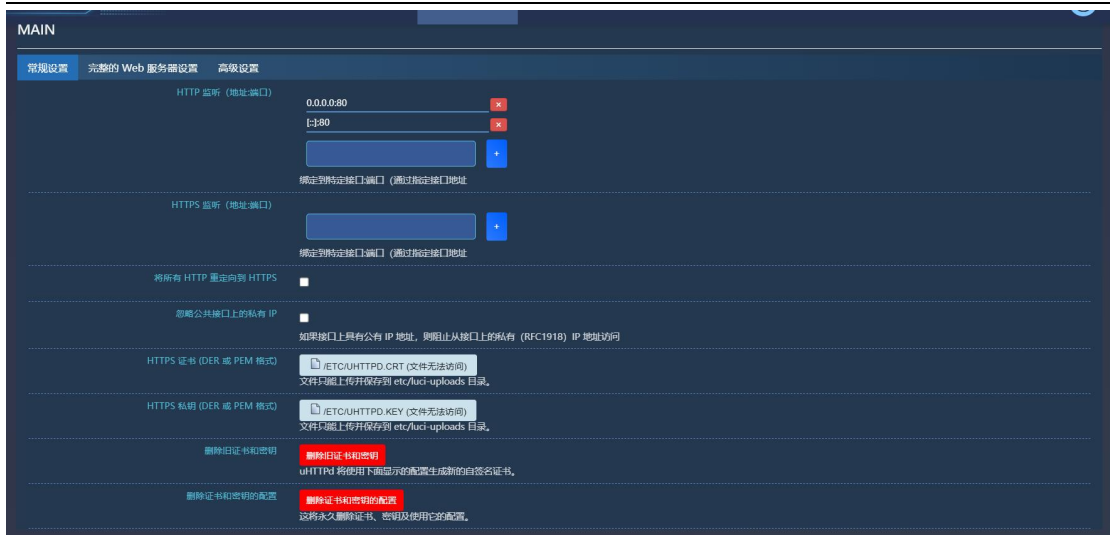 MAIN
常规设置 完整的 Web 服务器设置 高级设置
HTTP 监听（地址:端口）
0.0.0.0:80
×
[::]:80
×
+
绑定到特定接口:端口（通过指定接口地址
HTTPS 监听（地址:端口）
+
绑定到特定接口:端口（通过指定接口地址
将所有 HTTP 重定向到 HTTPS
忽略公共接口上的私有 IP
如果接口上具有公有 IP 地址，则阻止从接口上的私有（RFC1918）IP 地址访问
HTTPS 证书 (DER 或 PEM 格式)
/ETC/UHTTPD.CRT (文件无法访问)
文件只能上传并保存到 etc/luci-uploads 目录。
HTTPS 私钥 (DER 或 PEM 格式)
/ETC/UHTTPD.KEY (文件无法访问)
文件只能上传并保存到 etc/luci-uploads 目录。
删除旧证书和密钥
删除旧证书和密钥
uHTTPd 将使用下面显示的配置生成新的自签名证书。
删除证书和密钥的配置
删除证书和密钥的配置
这将永久删除证书、密钥及使用它的配置。